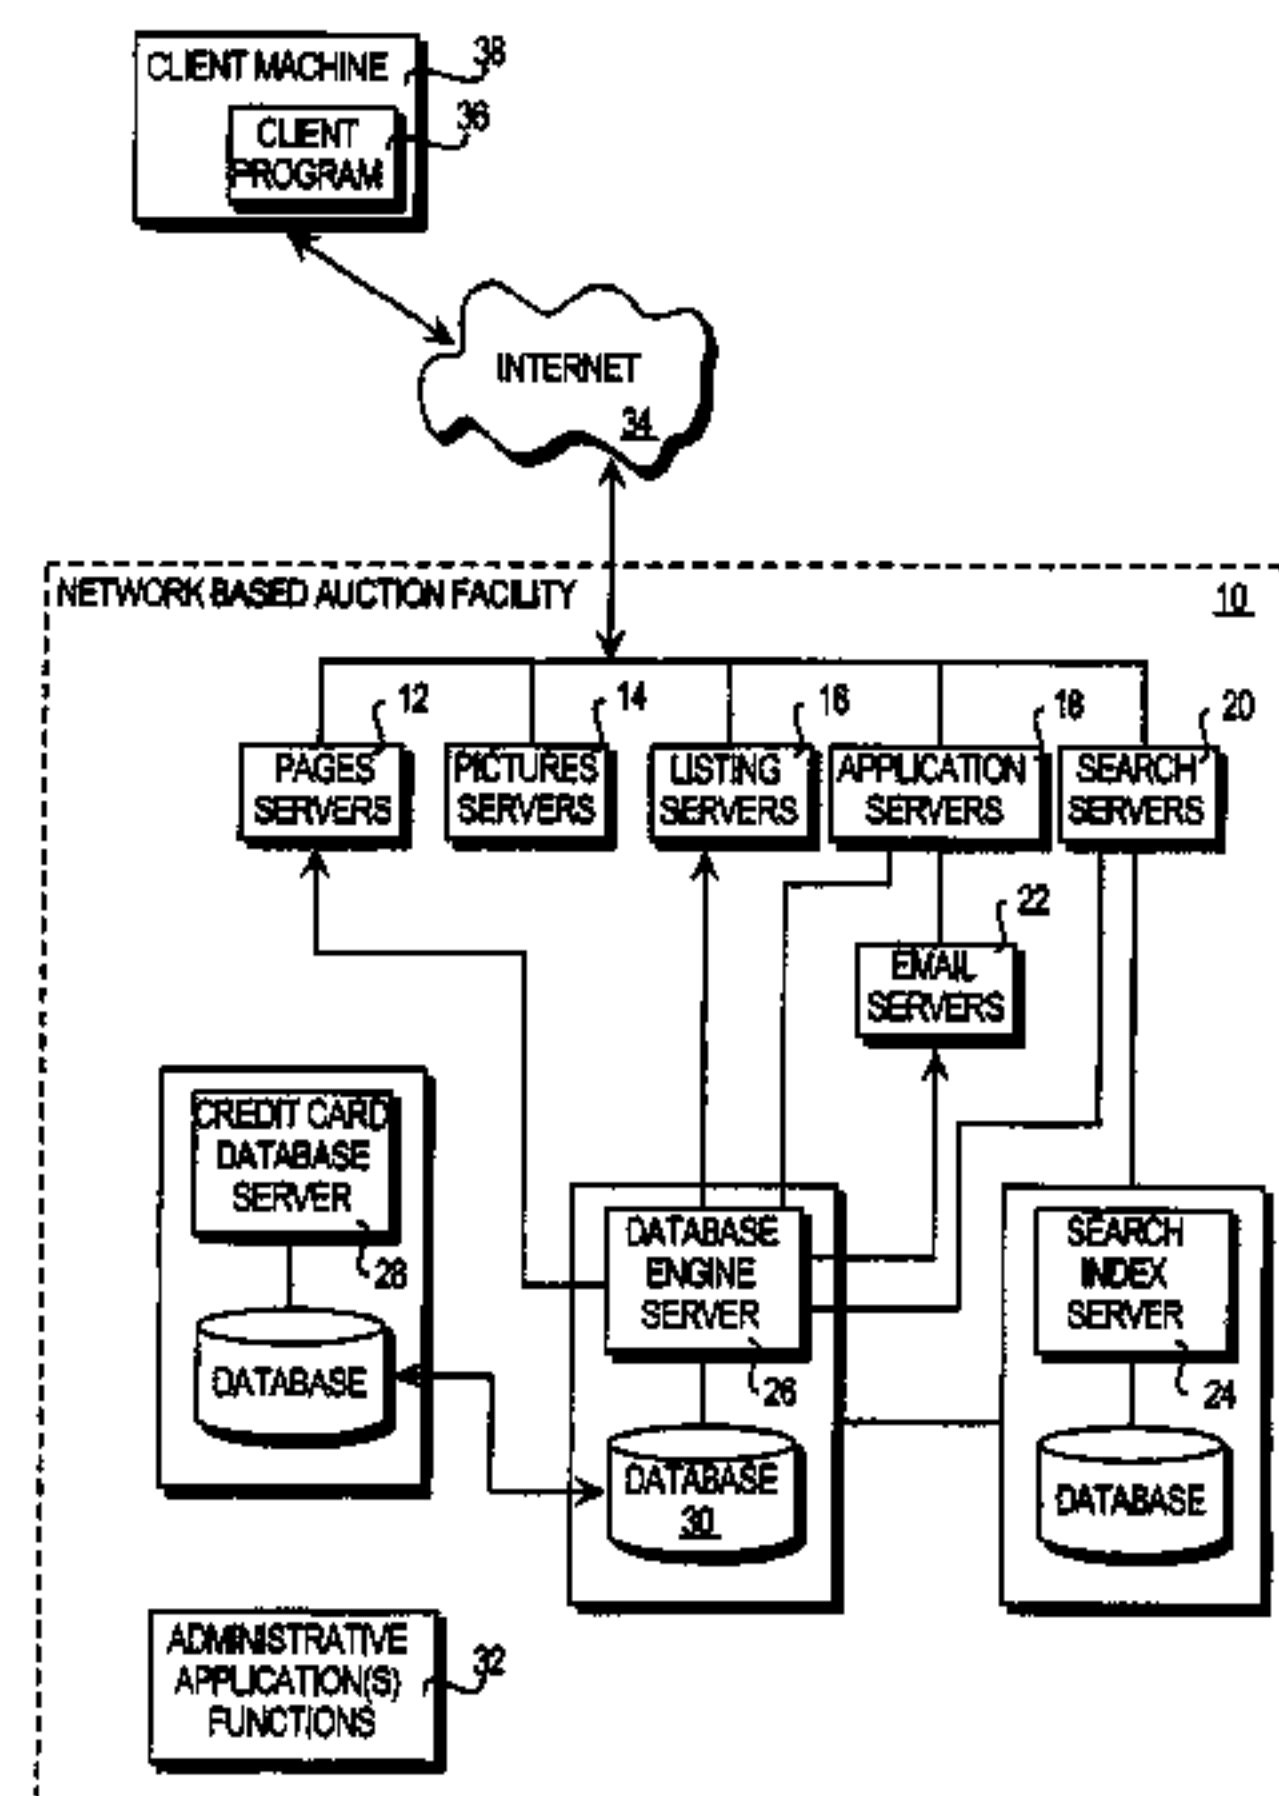 CLIENT MACHINE
38
CLIENT
PROGRAM
36
INTERNET
34
NETWORK BASED AUCTION FACILITY
10
12
14
16
18
20
PAGES
SERVERS
PICTURES
SERVERS
LISTING
SERVERS
APPLICATION
SERVERS
SEARCH
SERVERS
22
EMAIL
SERVERS
CREDIT CARD
DATABASE
SERVER
28
DATABASE
DATABASE
ENGINE
SERVER
26
DATABASE
30
SEARCH
INDEX
SERVER
24
DATABASE
ADMINISTRATIVE
APPLICATION(S)
FUNCTIONS
32